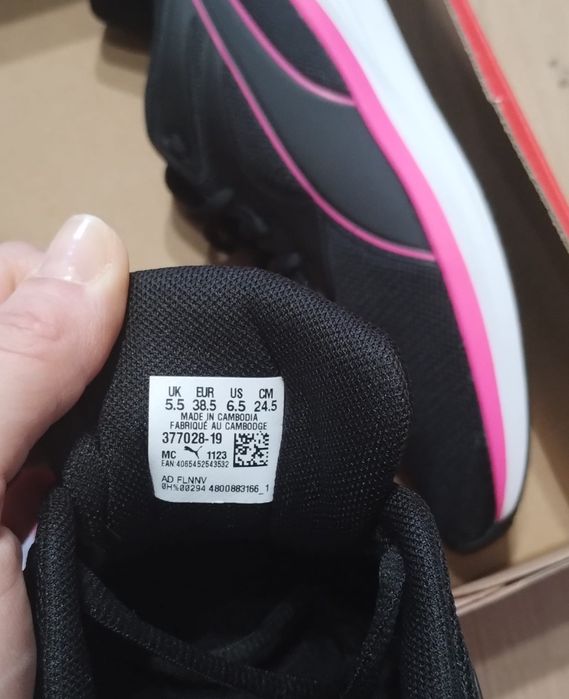 UK EUR US CM
5.5 38.5 6.5 24.5
MADE IN CAMBODIA
FABRIQUÉ AU CAMBODGE
377028-19
MC 1123
EAN 4065452543532
AD FLNNV
0H%00294 4800883166_1